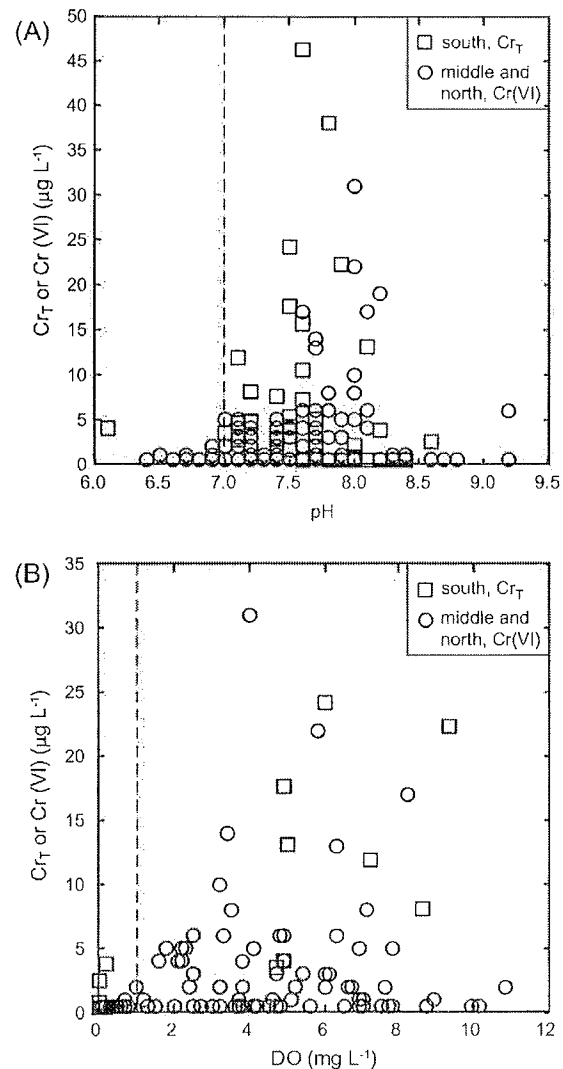 (A)
50
45
40
35
30
25
20
15
10
5
0
Cr_T or Cr (VI) (µg L⁻¹)
south, Cr_T
middle and
north, Cr(VI)
6.0 6.5 7.0 7.5 8.0 8.5 9.0 9.5
pH
(B)
35
30
25
20
15
10
5
0
Cr_T or Cr (VI) (µg L⁻¹)
south, Cr_T
middle and
north, Cr(VI)
0 2 4 6 8 10 12
DO (mg L⁻¹)